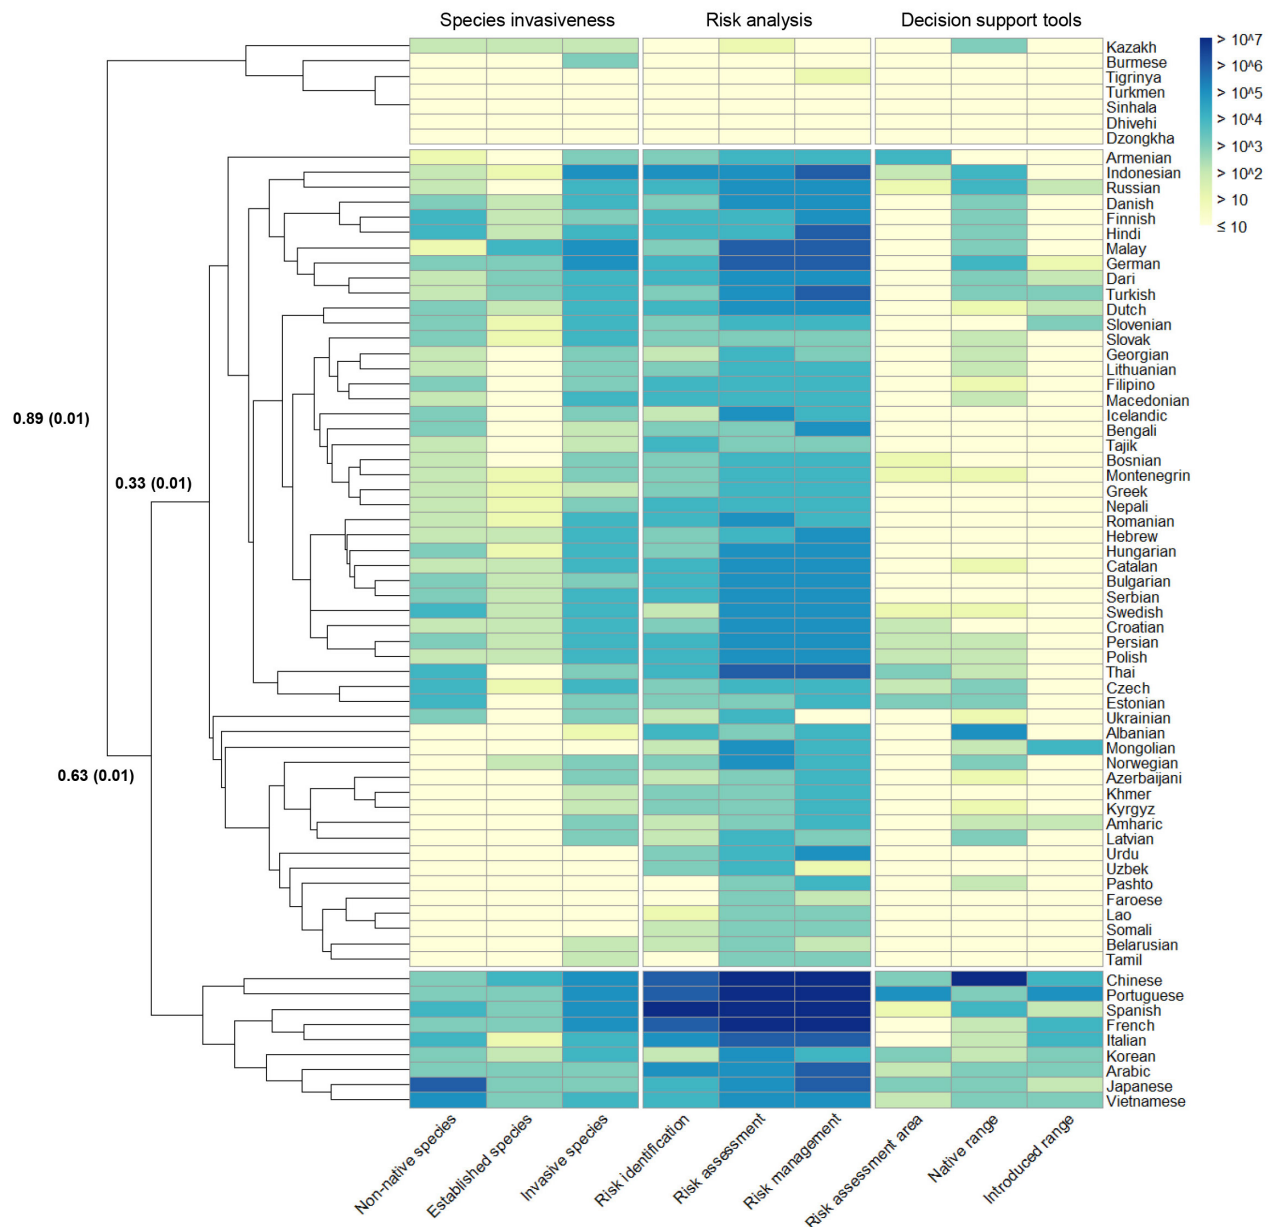 Species invasiveness Risk analysis Decision support tools
> 10^7
> 10^6
> 10^5
> 10^4
> 10^3
> 10^2
> 10
≤ 10
Kazakh
Burmese
Tigrinya
Turkmen
Sinhala
Dhivehi
Dzongkha
Armenian
Indonesian
Russian
Danish
Finnish
Hindi
Malay
German
Dari
Turkish
Dutch
Slovenian
Slovak
Georgian
Lithuanian
Filipino
Macedonian
Icelandic
Bengali
Tajik
Bosnian
Montenegrin
Greek
Nepali
Romanian
Hebrew
Hungarian
Catalan
Bulgarian
Serbian
Swedish
Croatian
Persian
Polish
Thai
Czech
Estonian
Ukrainian
Albanian
Mongolian
Norwegian
Azerbaijani
Khmer
Kyrgyz
Amharic
Latvian
Urdu
Uzbek
Pashto
Faroese
Lao
Somali
Belarusian
Tamil
Chinese
Portuguese
Spanish
French
Italian
Korean
Arabic
Japanese
Vietnamese
0.89 (0.01)
0.33 (0.01)
0.63 (0.01)
Non-native species
Established species
Invasive species
Risk identification
Risk assessment
Risk management
Risk assessment area
Native range
Introduced range